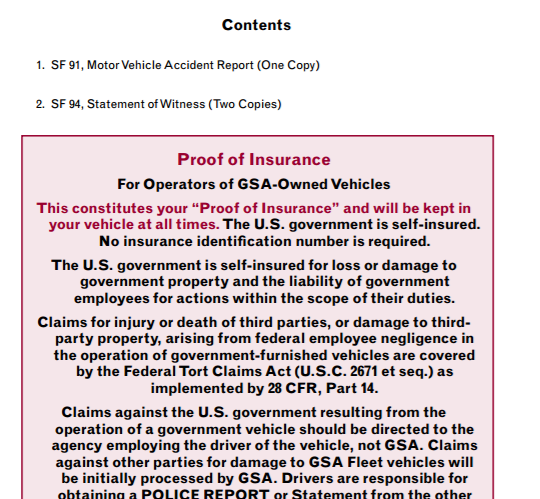 Contents
1. SF 91, Motor Vehicle Accident Report (One Copy)
2. SF 94, Statement of Witness (Two Copies)
Proof of Insurance
For Operators of GSA-Owned Vehicles
This constitutes your “Proof of Insurance” and will be kept in
your vehicle at all times. The U.S. government is self-insured.
No insurance identification number is required.
The U.S. government is self-insured for loss or damage to
government property and the liability of government
employees for actions within the scope of their duties.
Claims for injury or death of third parties, or damage to third-
party property, arising from federal employee negligence in
the operation of government-furnished vehicles are covered
by the Federal Tort Claims Act (U.S.C. 2671 et seq.) as
implemented by 28 CFR, Part 14.
Claims against the U.S. government resulting from the
operation of a government vehicle should be directed to the
agency employing the driver of the vehicle, not GSA. Claims
against other parties for damage to GSA Fleet vehicles will
be initially processed by GSA. Drivers are responsible for
obtaining a POLICE REPORT or Statement from the other